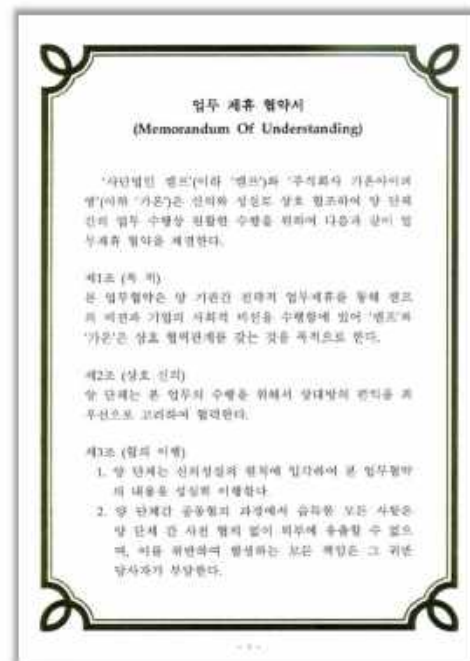 업무 제휴 협약서
(Memorandum Of Understanding)
'사단법인 캠프'(이하 '캠프')와 '주식회사 가온아이피
엠'(이하 '가온')은 신의와 성실로 상호 협조하여 양 단체
간의 업무 수행상 원활한 수행을 위하여 다음과 같이 업
무제휴 협약을 체결한다.
제1조 (목 적)
본 업무협약은 양 기관간 전략적 업무제휴를 통해 캠프
의 비전과 기업의 사회적 비전을 수행함에 있어 '캠프'와
'가온'은 상호 협력관계를 갖는 것을 목적으로 한다.
제2조 (상호 신의)
양 단체는 본 업무의 수행을 위해서 상대방의 편익을 최
우선으로 고려하여 협력한다.
제3조 (합의 이행)
1. 양 단체는 신의성실의 원칙에 입각하여 본 업무협약
의 내용을 성실히 이행한다.
2. 양 단체간 공동협의 과정에서 습득한 모든 사항은
양 단체 간 사전 협의 없이 외부에 유출할 수 없으
며, 이를 위반하여 발생하는 모든 책임은 그 위반
당사자가 부담한다.